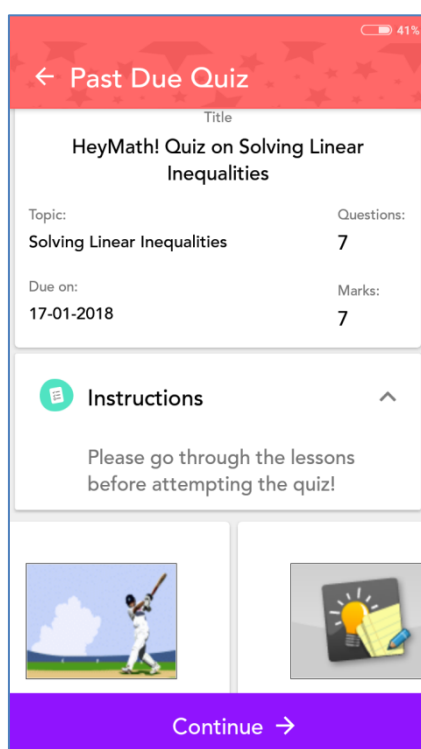 41%
← Past Due Quiz
Title
HeyMath! Quiz on Solving Linear
Inequalities
Topic:
Questions:
Solving Linear Inequalities
7
Due on:
Marks:
17-01-2018
7
Instructions
Please go through the lessons
before attempting the quiz!
Continue →